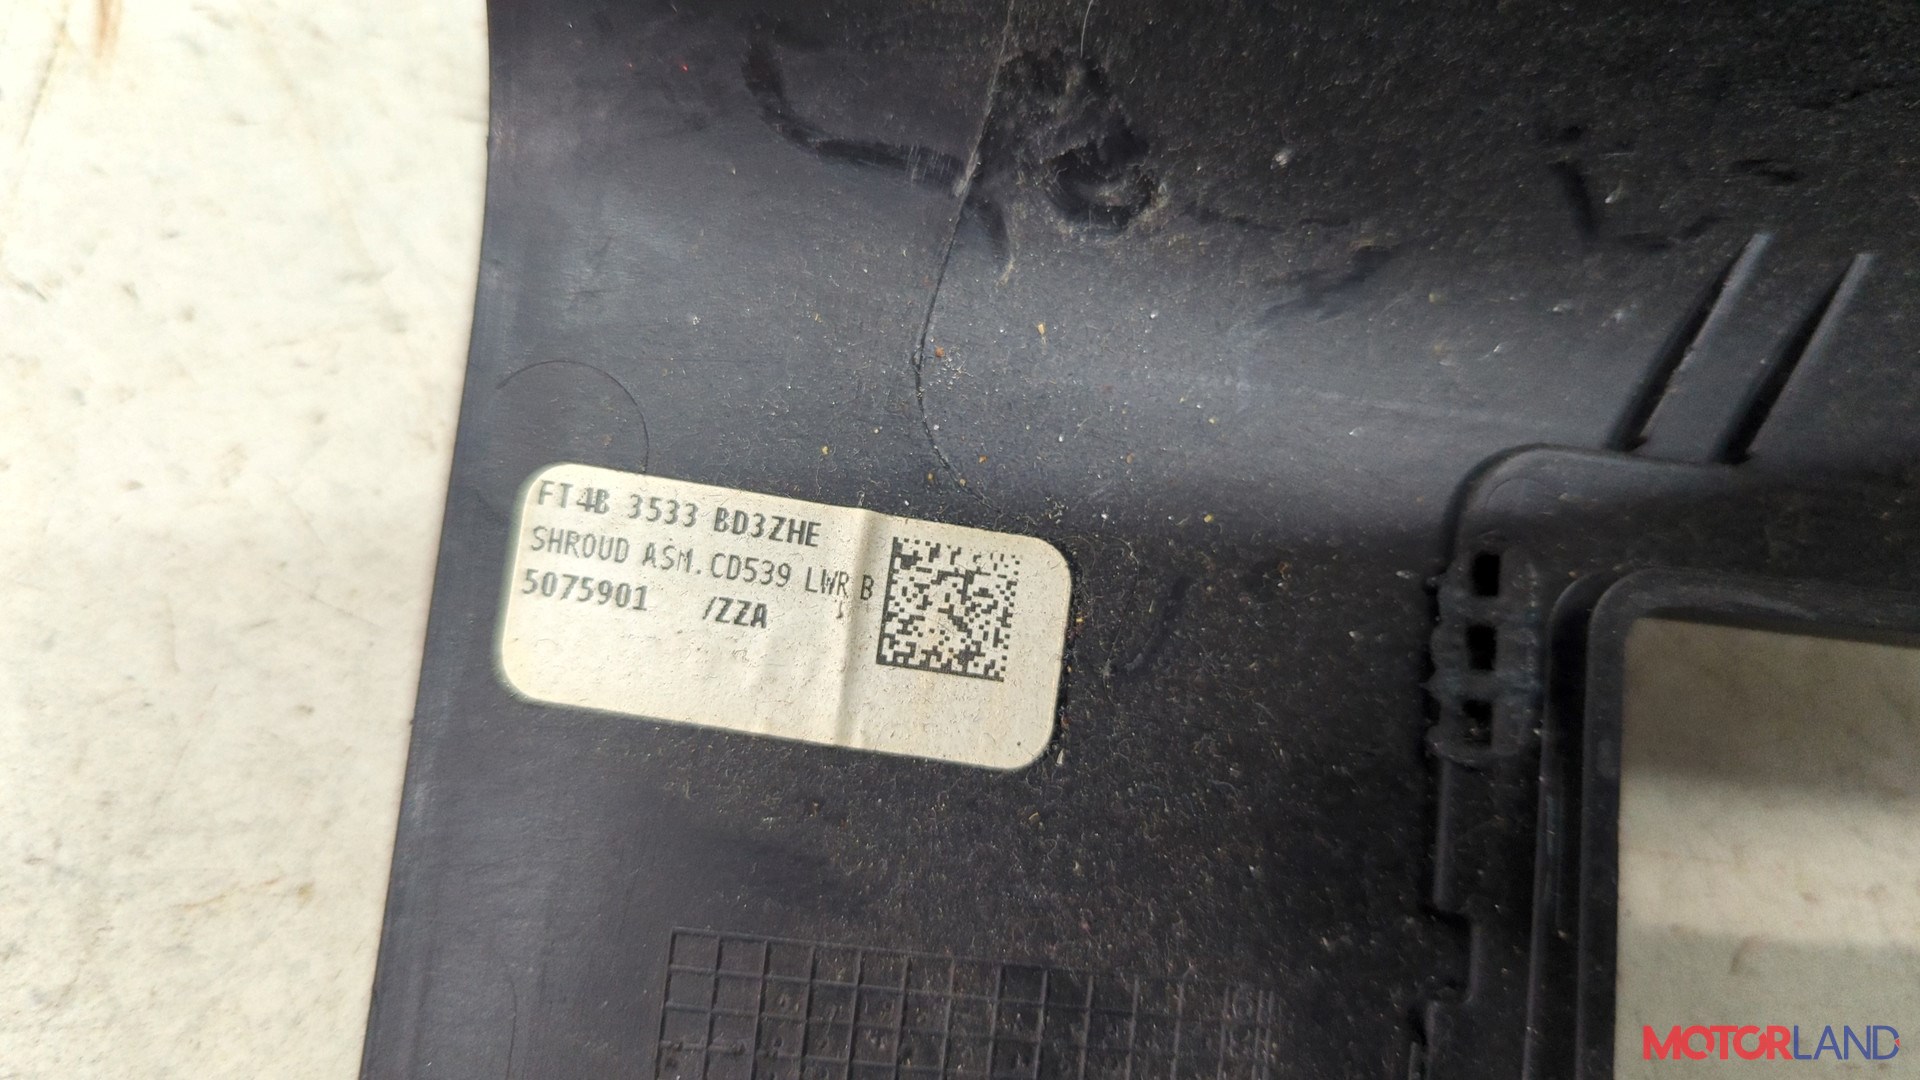 FT4B 3533 BD3ZHE
SHROUD ASM.CD539 LWR B
5075901 /ZZA
MOTORLAND